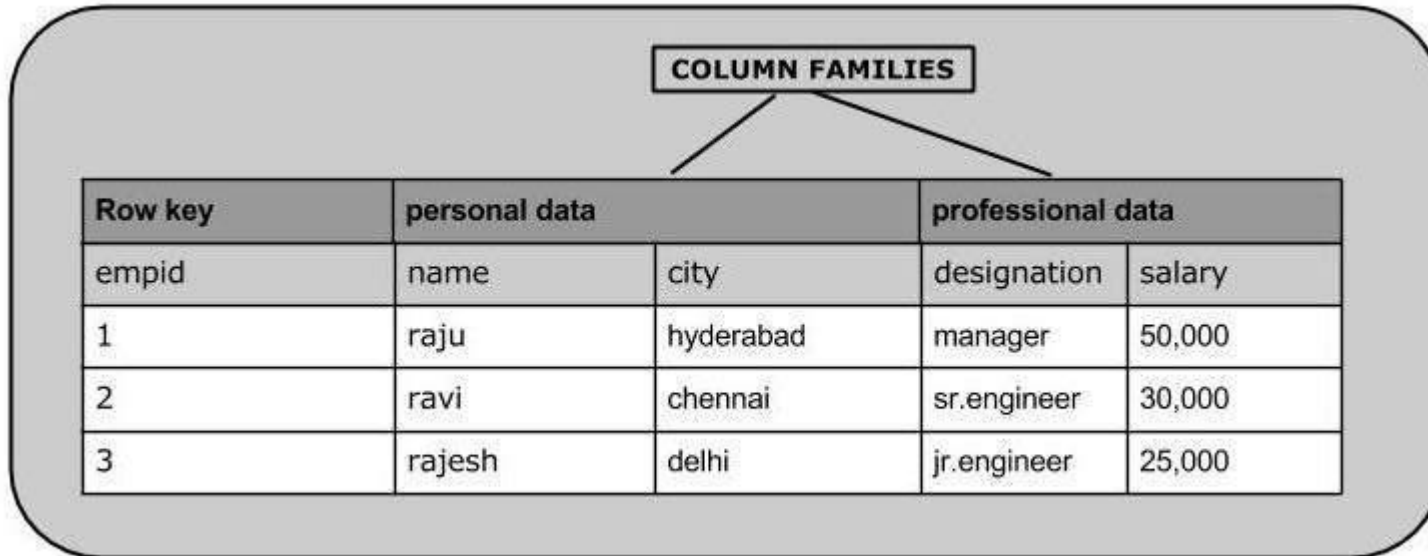 COLUMN FAMILIES
Row key personal data professional data
empid name city designation salary
1 raju hyderabad manager 50,000
2 ravi chennai sr.engineer 30,000
3 rajesh delhi jr.engineer 25,000